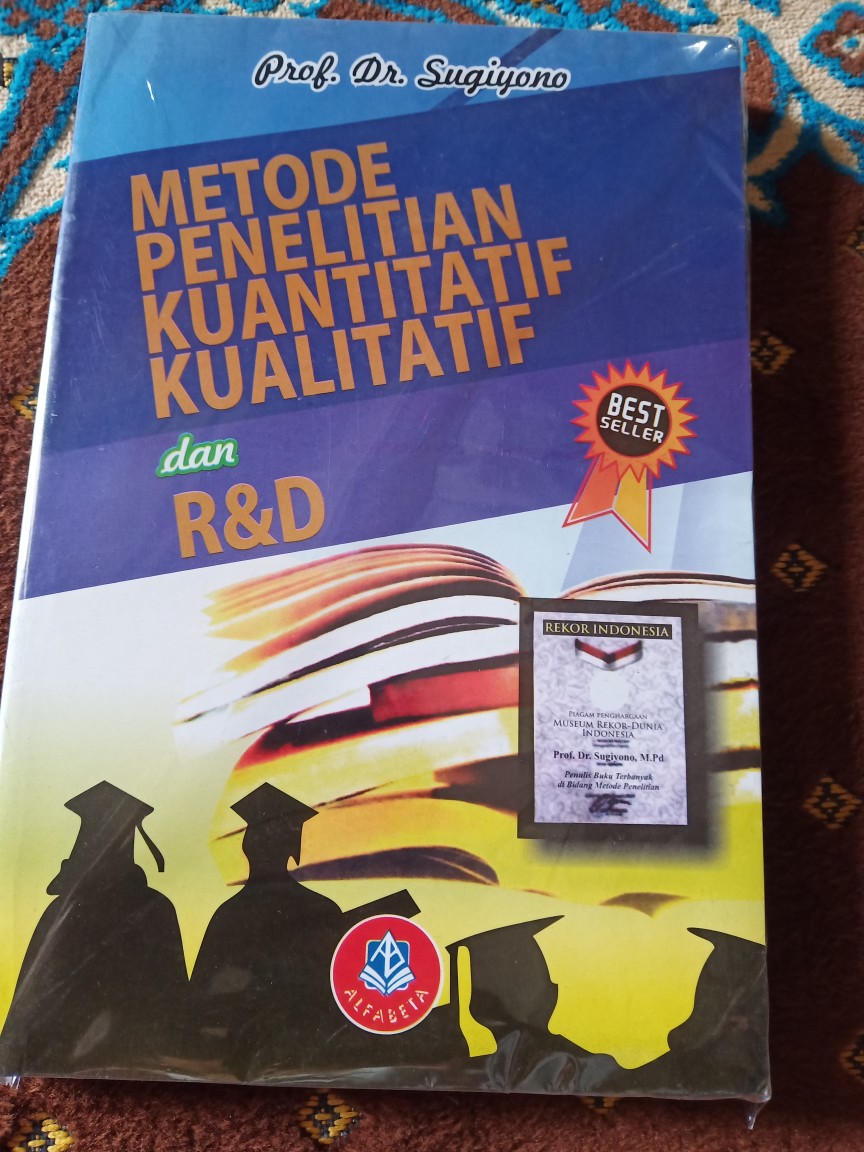 Prof. Dr. Sugiyono
METODE
PENELITIAN
KUANTITATIF
KUALITATIF
dan
R&D
BEST
SELLER
REKOR INDONESIA
PIAGAM PENGHARGAAN
MUSEUM REKOR-DUNIA
INDONESIA
Prof. Dr. Sugiyono, M.Pd
Penulis Buku Terbanyak
di Bidang Metode Penelitian
ALFABETA